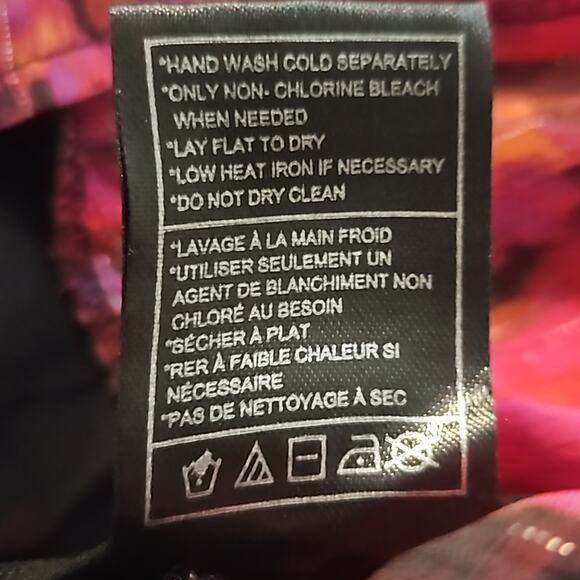 *HAND WASH COLD SEPARATELY
*ONLY NON- CHLORINE BLEACH
WHEN NEEDED
*LAY FLAT TO DRY
*LOW HEAT IRON IF NECESSARY
*DO NOT DRY CLEAN
*LAVAGE À LA MAIN FROID
*UTILISER SEULEMENT UN
AGENT DE BLANCHIMENT NON
CHLORÉ AU BESOIN
*SÉCHER À PLAT
*RER À FAIBLE CHALEUR SI
NÉCESSAIRE
*PAS DE NETTOYAGE À SEC